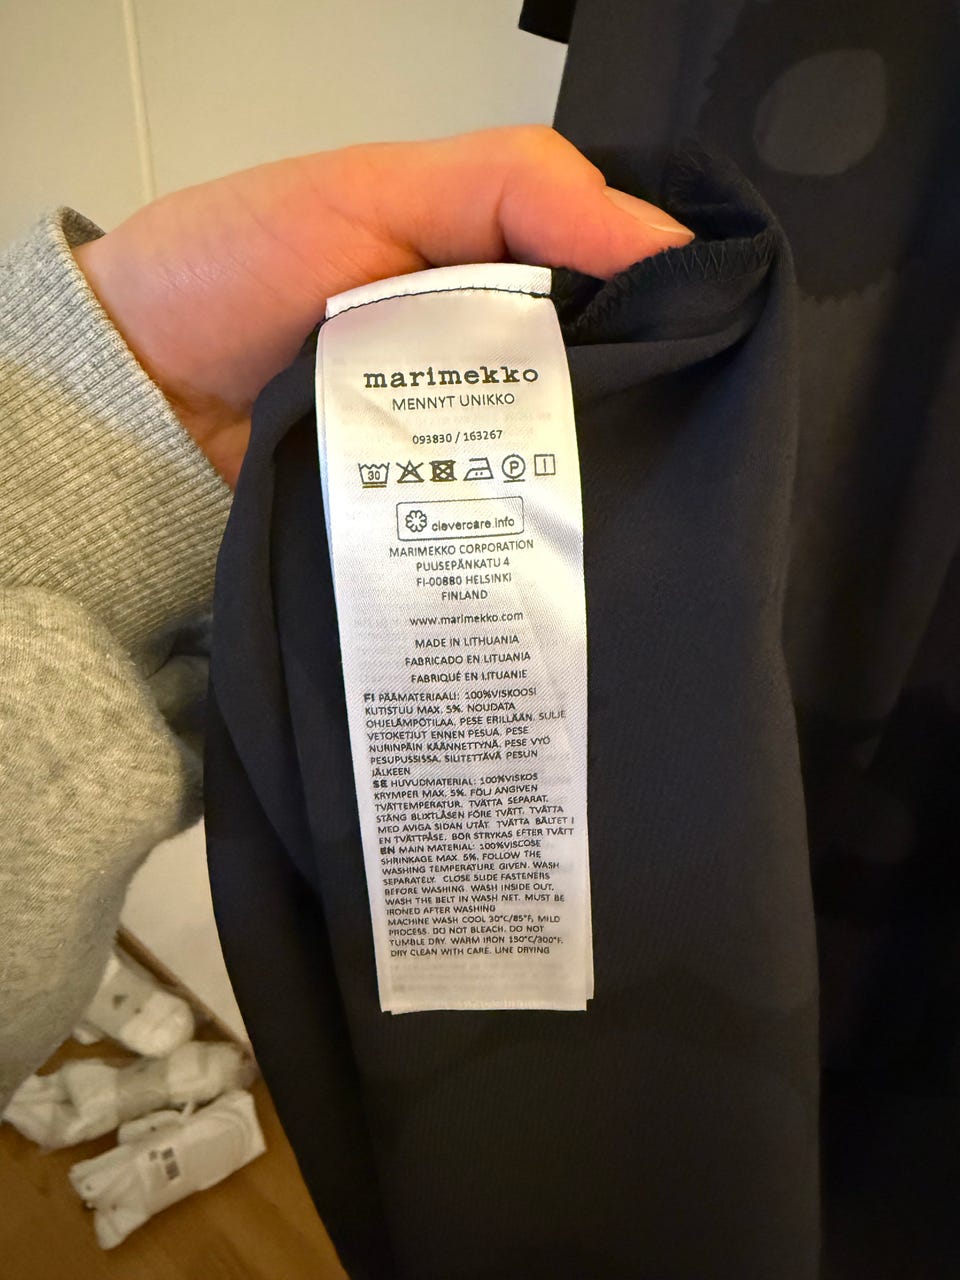 marimekko
MENNYT UNIKKO
093830 / 163267
30 P
clevercare.info
MARIMEKKO CORPORATION
PUUSEPÄNKATU 4
FI-00880 HELSINKI
FINLAND
www.marimekko.com
MADE IN LITHUANIA
FABRICADO EN LITUANIA
FABRIQUÉ EN LITUANIE
FI PÄÄMATERIAALI: 100%VISKOOSI
KUTISTUU MAX. 5%. NOUDATA
OHJELÄMPÖTILAA. PESE ERILLÄÄN. SULJE
VETOKETJUT ENNEN PESUA. PESE
NURINPÄIN KÄÄNNETTYNÄ. PESE VYÖ
PESUPUSSISSA. SILITETTÄVÄ PESUN
JÄLKEEN
SE HUVUDMATERIAL: 100%VISKOS
KRYMPER MAX. 5%. FÖLJ ANGIVEN
TVÄTTEMPERATUR. TVÄTTA SEPARAT.
STÄNG BLIXTLÅSEN FÖRE TVÄTT. TVÄTTA
MED AVIGA SIDAN UTÅT. TVÄTTA BÄLTET I
EN TVÄTTPÅSE. BÖR STRYKAS EFTER TVÄTT
EN MAIN MATERIAL: 100%VISCOSE
SHRINKAGE MAX. 5%. FOLLOW THE
WASHING TEMPERATURE GIVEN. WASH
SEPARATELY. CLOSE SLIDE FASTENERS
BEFORE WASHING. WASH INSIDE OUT.
WASH THE BELT IN WASH NET. MUST BE
IRONED AFTER WASHING
MACHINE WASH COOL 30°C/85°F, MILD
PROCESS. DO NOT BLEACH. DO NOT
TUMBLE DRY. WARM IRON 150°C/300°F.
DRY CLEAN WITH CARE. LINE DRYING